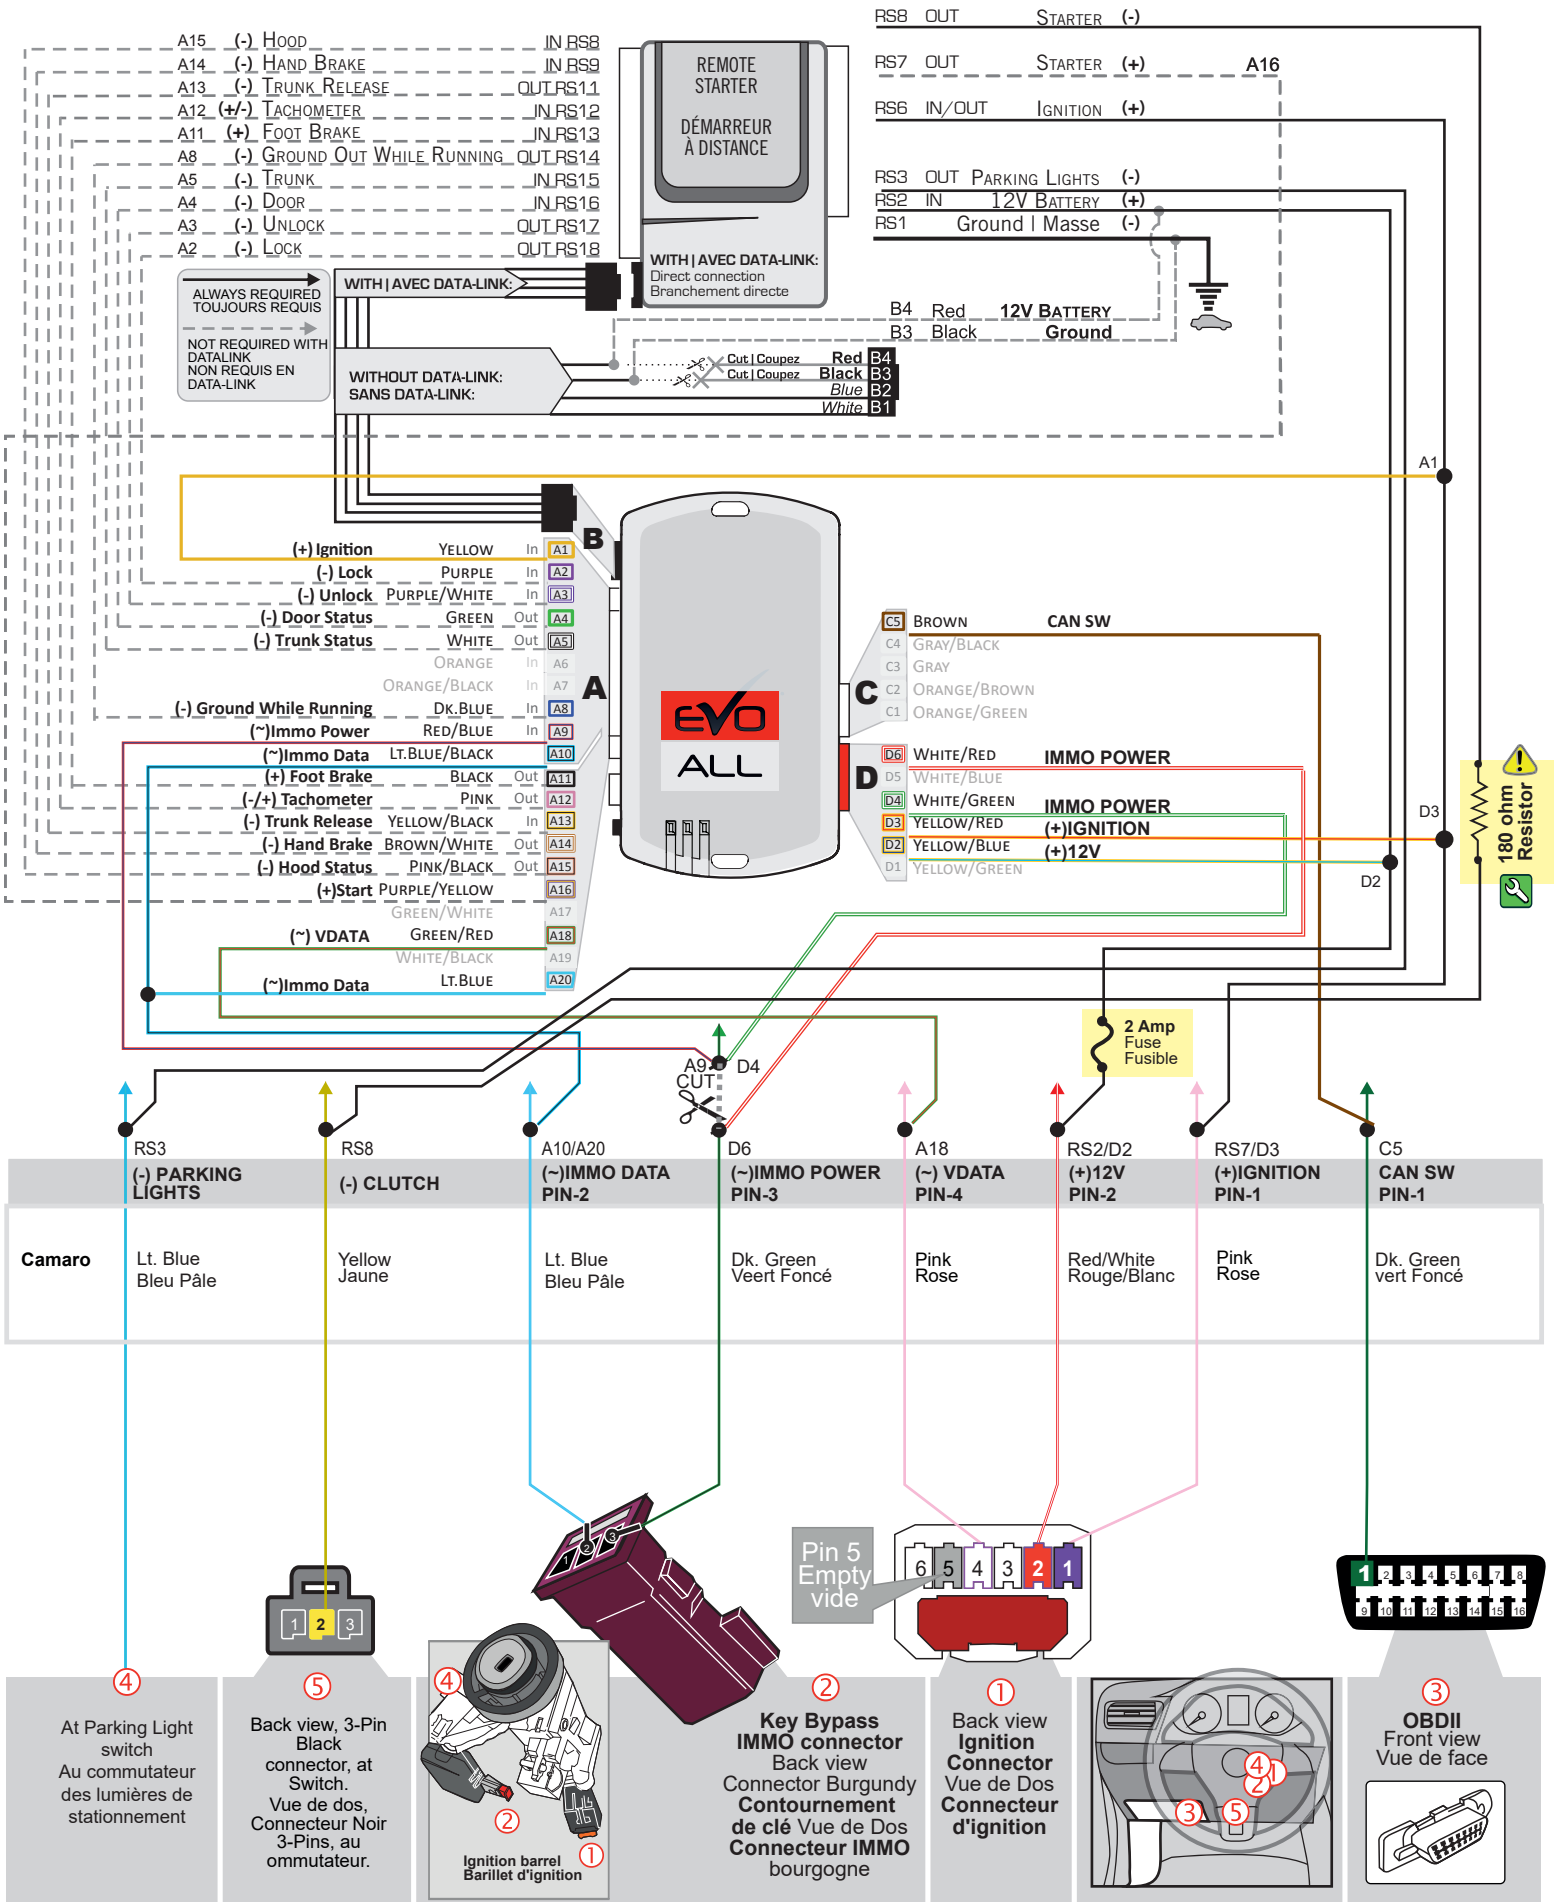 RS8 OUT STARTER (-)
RS7 OUT STARTER (+) A16
RS6 IN/OUT IGNITION (+)
RS3 OUT PARKING LIGHTS (-)
RS2 IN 12V BATTERY (+)
RS1 Ground | Masse (-)
A15 (-) HOOD IN RS8
A14 (-) HAND BRAKE IN RS9
A13 (-) TRUNK RELEASE OUT RS11
A12 (+/-) TACHOMETER IN RS12
A11 (+) FOOT BRAKE IN RS13
A8 (-) GROUND OUT WHILE RUNNING OUT RS14
A5 (-) TRUNK IN RS15
A4 (-) DOOR IN RS16
A3 (-) UNLOCK OUT RS17
A2 (-) LOCK OUT RS18
REMOTE
STARTER
DÉMARREUR
À DISTANCE
WITH | AVEC DATA-LINK:
Direct connection
Branchement directe
ALWAYS REQUIRED
TOUJOURS REQUIS
NOT REQUIRED WITH
DATALINK
NON REQUIS EN
DATA-LINK
WITH | AVEC DATA-LINK:
WITHOUT DATA-LINK:
SANS DATA-LINK:
B4 Red 12V BATTERY
B3 Black Ground
Cut | Coupez Red B4
Cut | Coupez Black B3
Blue B2
White B1
A1
(+) Ignition YELLOW In A1
(-) Lock PURPLE In A2
(-) Unlock PURPLE/WHITE In A3
(-) Door Status GREEN Out A4
(-) Trunk Status WHITE Out A5
ORANGE In A6
ORANGE/BLACK In A7
(-) Ground While Running DK.BLUE In A8
(~)Immo Power RED/BLUE In A9
(~)Immo Data LT.BLUE/BLACK A10
(+) Foot Brake BLACK Out A11
(-/+) Tachometer PINK Out A12
(-) Trunk Release YELLOW/BLACK In A13
(-) Hand Brake BROWN/WHITE Out A14
(-) Hood Status PINK/BLACK Out A15
(+)Start PURPLE/YELLOW A16
GREEN/WHITE A17
(~) VDATA GREEN/RED A18
WHITE/BLACK A19
(~)Immo Data LT.BLUE A20
B
A
EVO
ALL
C
D
C5 BROWN CAN SW
C4 GRAY/BLACK
C3 GRAY
C2 ORANGE/BROWN
C1 ORANGE/GREEN
D6 WHITE/RED IMMO POWER
D5 WHITE/BLUE
D4 WHITE/GREEN IMMO POWER
D3 YELLOW/RED (+)IGNITION
D2 YELLOW/BLUE (+)12V
D1 YELLOW/GREEN
D3
D2
180 ohm
Resistor
2 Amp
Fuse
Fusible
A9 D4
CUT
RS3
(-) PARKING
LIGHTS
RS8
(-) CLUTCH
A10/A20
(~)IMMO DATA
PIN-2
D6
(~)IMMO POWER
PIN-3
A18
(~) VDATA
PIN-4
RS2/D2
(+)12V
PIN-2
RS7/D3
(+)IGNITION
PIN-1
C5
CAN SW
PIN-1
Camaro
Lt. Blue
Bleu Pâle
Yellow
Jaune
Lt. Blue
Bleu Pâle
Dk. Green
Veert Foncé
Pink
Rose
Red/White
Rouge/Blanc
Pink
Rose
Dk. Green
vert Foncé
1 2 3
1 2 3
Pin 5
Empty
vide
6 5 4 3 2 1
1 2 3 4 5 6 7 8
9 10 11 12 13 14 15 16
4
At Parking Light
switch
Au commutateur
des lumières de
stationnement
5
Back view, 3-Pin
Black
connector, at
Switch.
Vue de dos,
Connecteur Noir
3-Pins, au
ommutateur.
4
2
1
Ignition barrel
Barillet d'ignition
2
Key Bypass
IMMO connector
Back view
Connector Burgundy
Contournement
de clé Vue de Dos
Connecteur IMMO
bourgogne
1
Back view
Ignition
Connector
Vue de Dos
Connecteur
d'ignition
4
1
2
3
5
3
OBDII
Front view
Vue de face